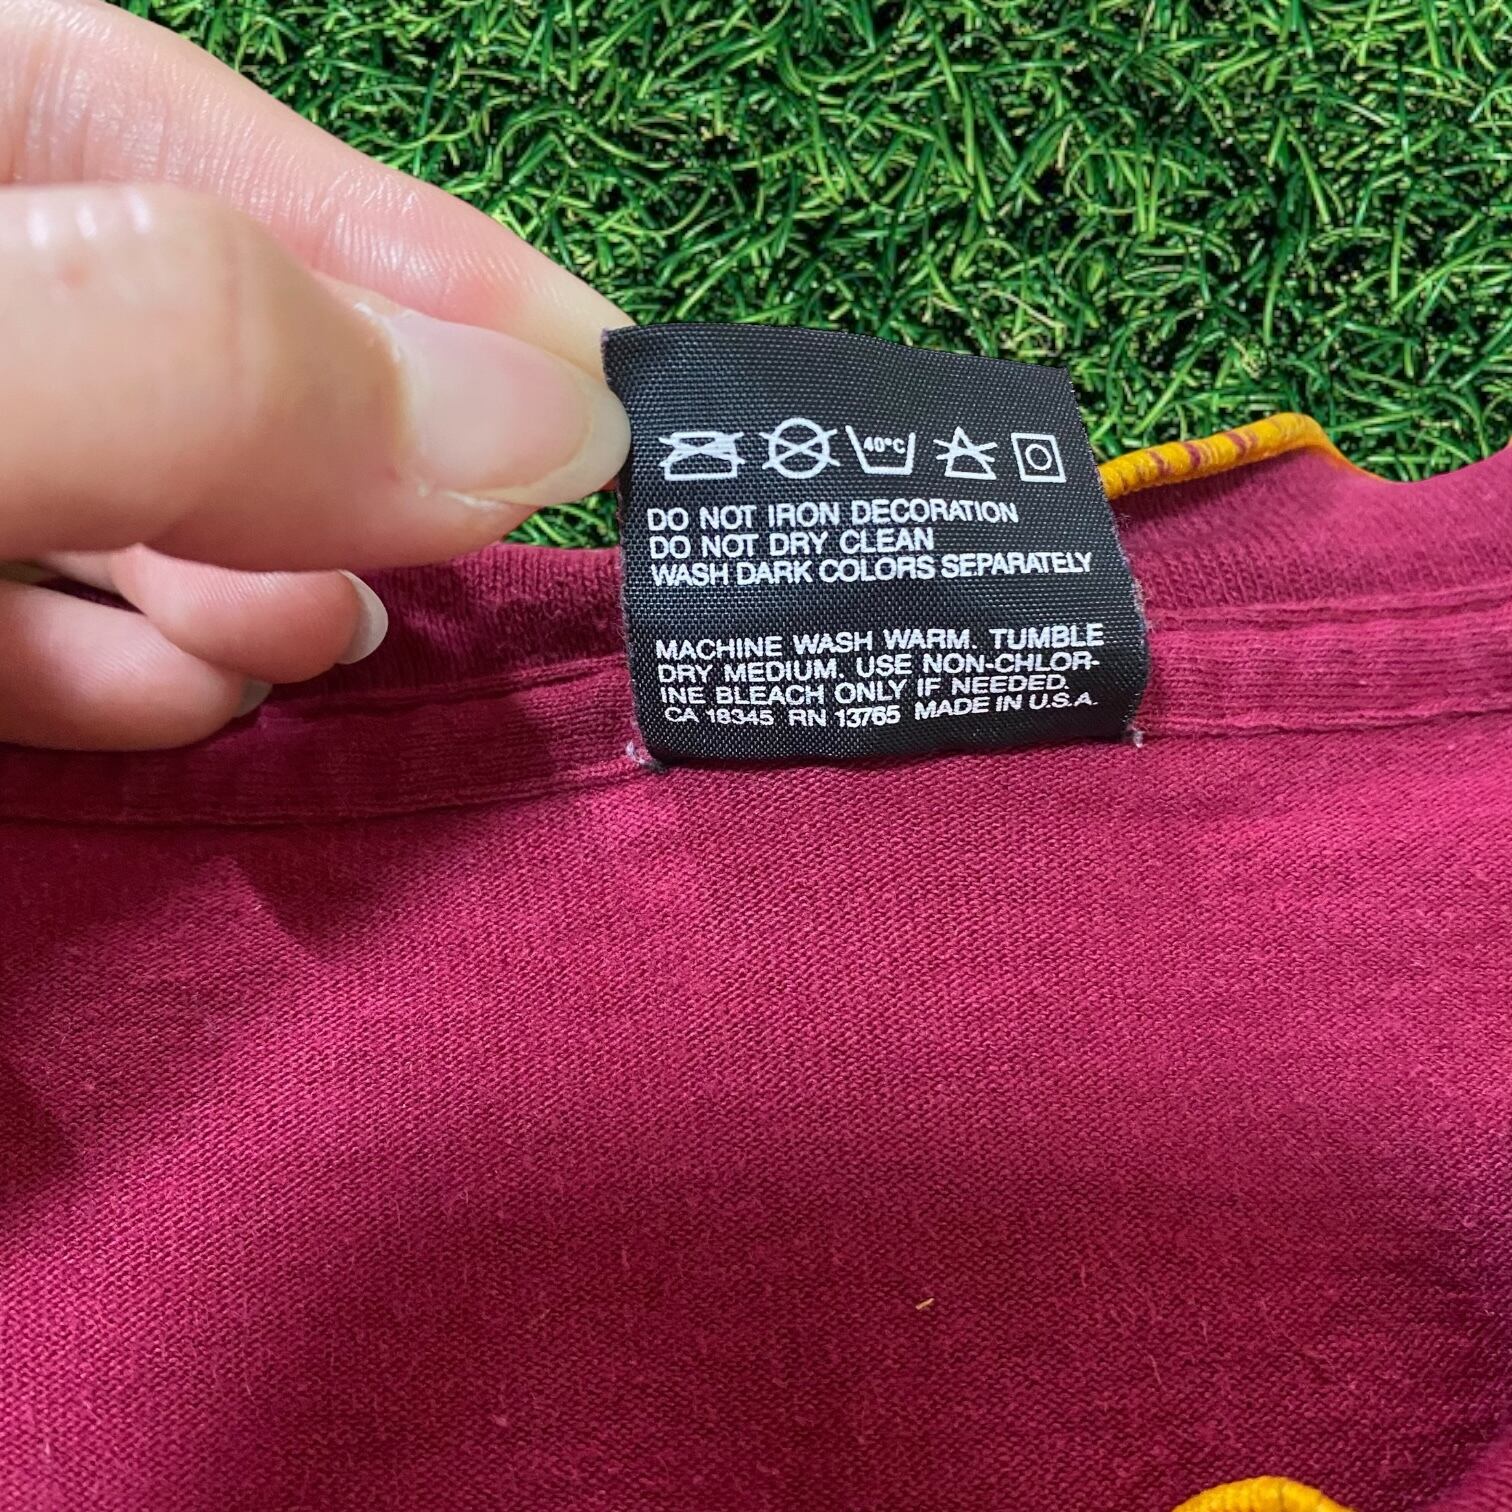 40°C
DO NOT IRON DECORATION
DO NOT DRY CLEAN
WASH DARK COLORS SEPARATELY
MACHINE WASH WARM. TUMBLE
DRY MEDIUM. USE NON-CHLOR-
INE BLEACH ONLY IF NEEDED.
CA 18345 RN 13765 MADE IN U.S.A.